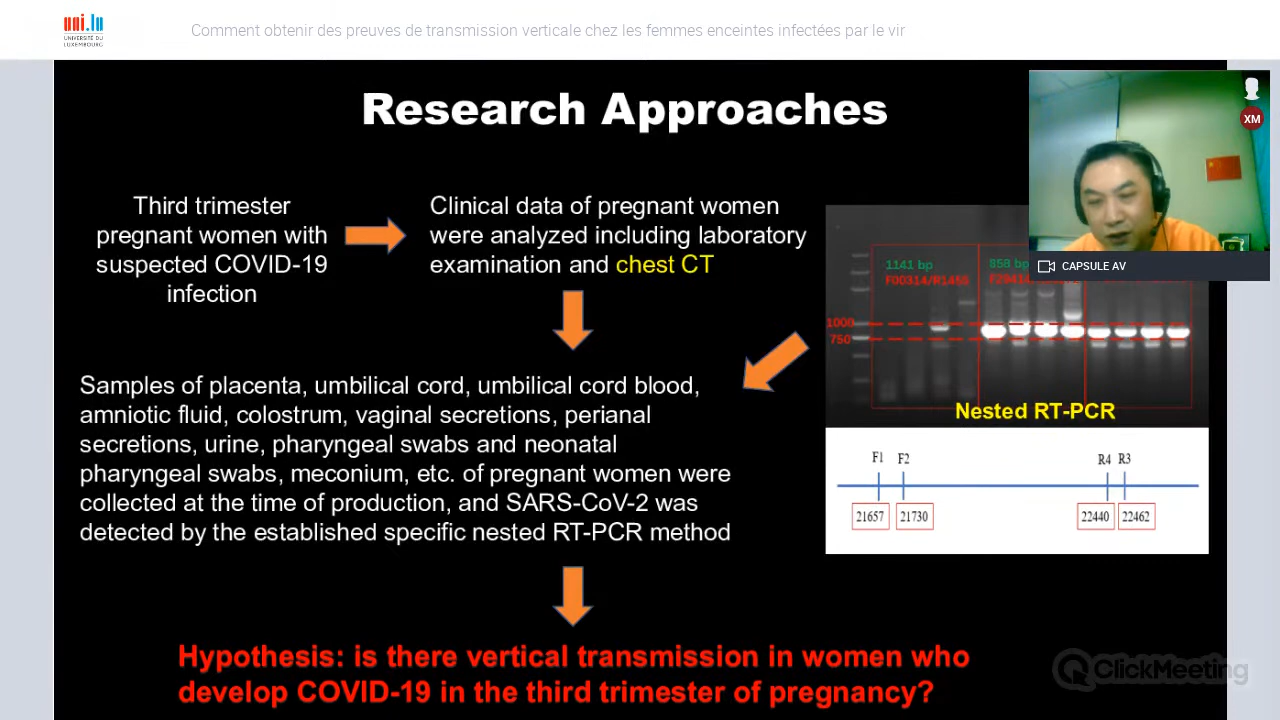 uni.lu
UNIVERSITÉ DU
LUXEMBOURG
Comment obtenir des preuves de transmission verticale chez les femmes enceintes infectées par le vir
Research Approaches
XM
CAPSULE AV
Third trimester
pregnant women with
suspected COVID-19
infection
Clinical data of pregnant women
were analyzed including laboratory
examination and chest CT
1141 bp
858 bp
1000
750
Nested RT-PCR
Samples of placenta, umbilical cord, umbilical cord blood,
amniotic fluid, colostrum, vaginal secretions, perianal
secretions, urine, pharyngeal swabs and neonatal
pharyngeal swabs, meconium, etc. of pregnant women were
collected at the time of production, and SARS-CoV-2 was
detected by the established specific nested RT-PCR method
F1 F2 R4 R3
21657 21730 22440 22462
Hypothesis: is there vertical transmission in women who
develop COVID-19 in the third trimester of pregnancy?
ClickMeeting